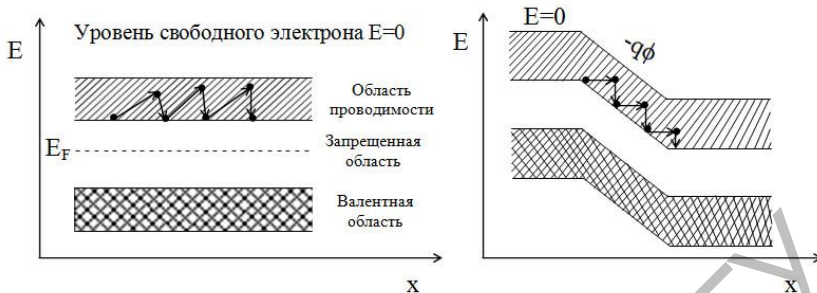 E
Уровень свободного электрона E=0
Область
проводимости
E_F
Запрещенная
область
Валентная
область
x
E=0
E
-qϕ
x